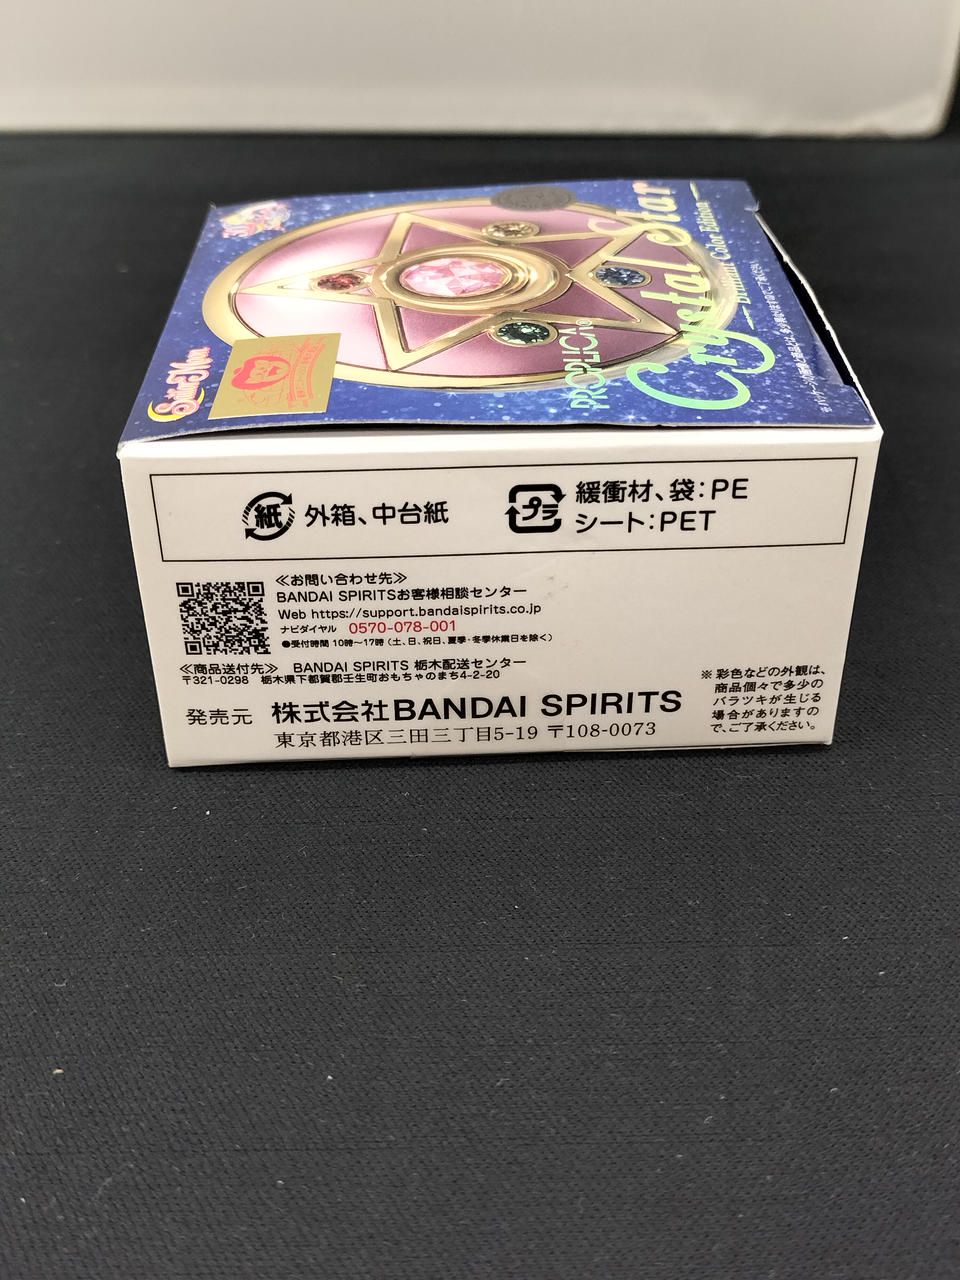 Sailor Moon
PROPLICA
Crystal Star
Brilliant Color Edition
紙
外箱、中台紙
プラ
緩衝材、袋:PE
シート:PET
≪お問い合わせ先≫
BANDAI SPIRITSお客様相談センター
Web https://support.bandaispirits.co.jp
ナビダイヤル 0570-078-001
●受付時間 10時〜17時(土、日、祝日、夏季・冬季休業日を除く)
≪商品送付先≫ BANDAI SPIRITS 栃木配送センター
〒321-0298 栃木県下都賀郡壬生町おもちゃのまち4-2-20
発売元 株式会社BANDAI SPIRITS
東京都港区三田三丁目5-19 〒108-0073
※彩色などの外観は、
商品個々で多少の
バラツキが生じる
場合がありますの
で、ご了承ください。